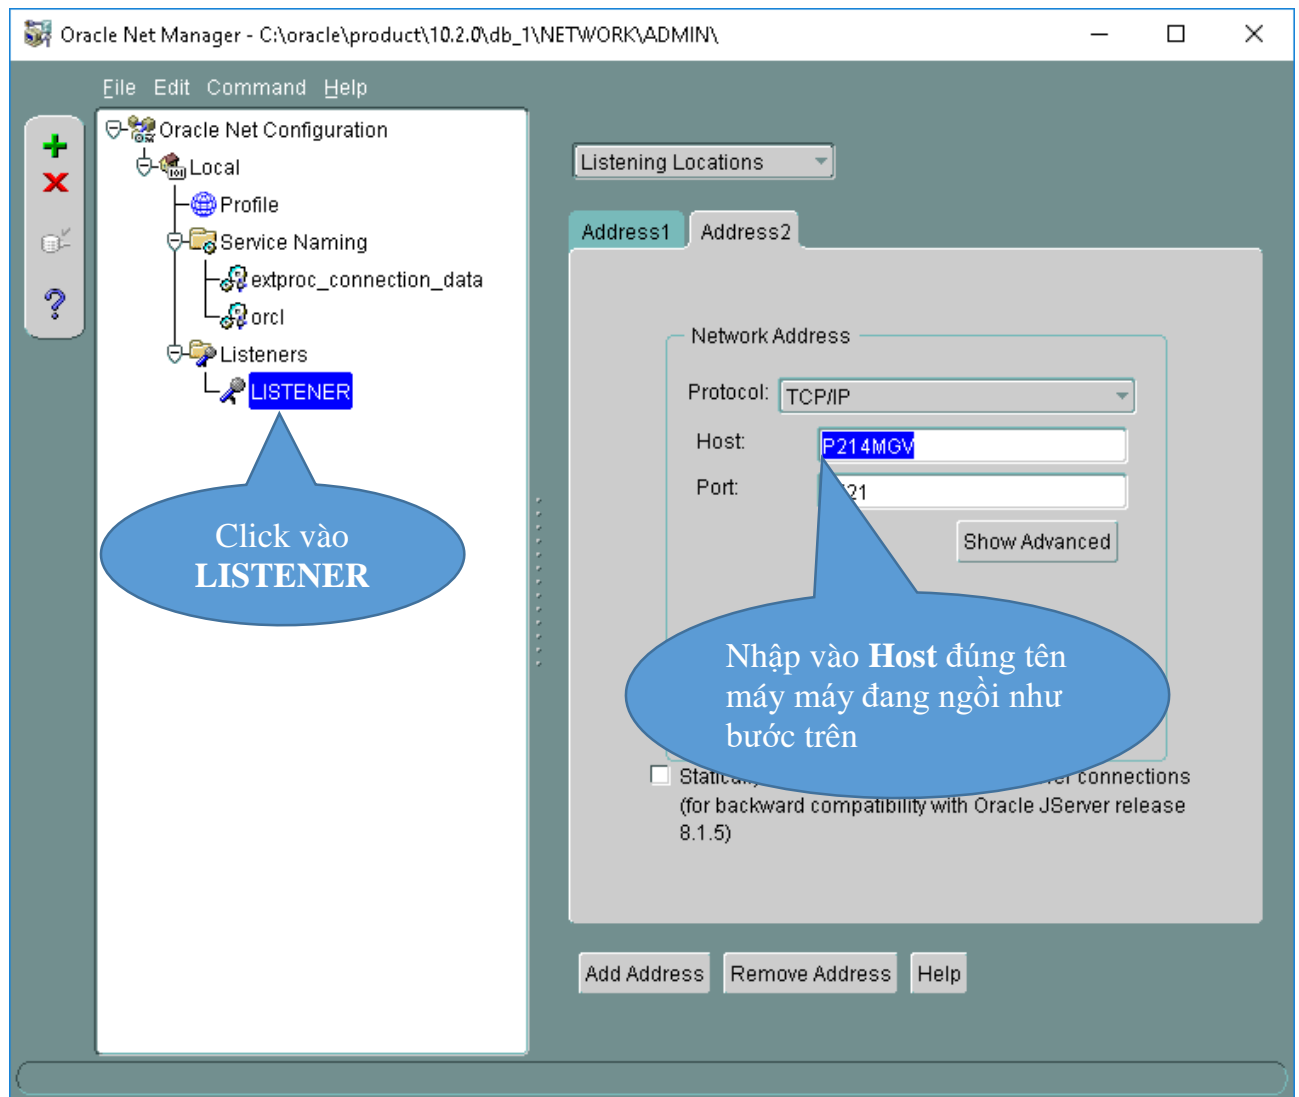 Oracle Net Manager - C:\oracle\product\10.2.0\db_1\NETWORK\ADMIN\
File Edit Command Help
Oracle Net Configuration
Local
Profile
Service Naming
extproc_connection_data
orcl
Listeners
LISTENER
Click vào
LISTENER
Listening Locations
Address1 Address2
Network Address
Protocol: TCP/IP
Host: P214MGV
Port: 21
Show Advanced
Nhập vào Host đúng tên
máy máy đang ngồi như
bước trên
connections
(for backward compatibility with Oracle JServer release
8.1.5)
Add Address Remove Address Help